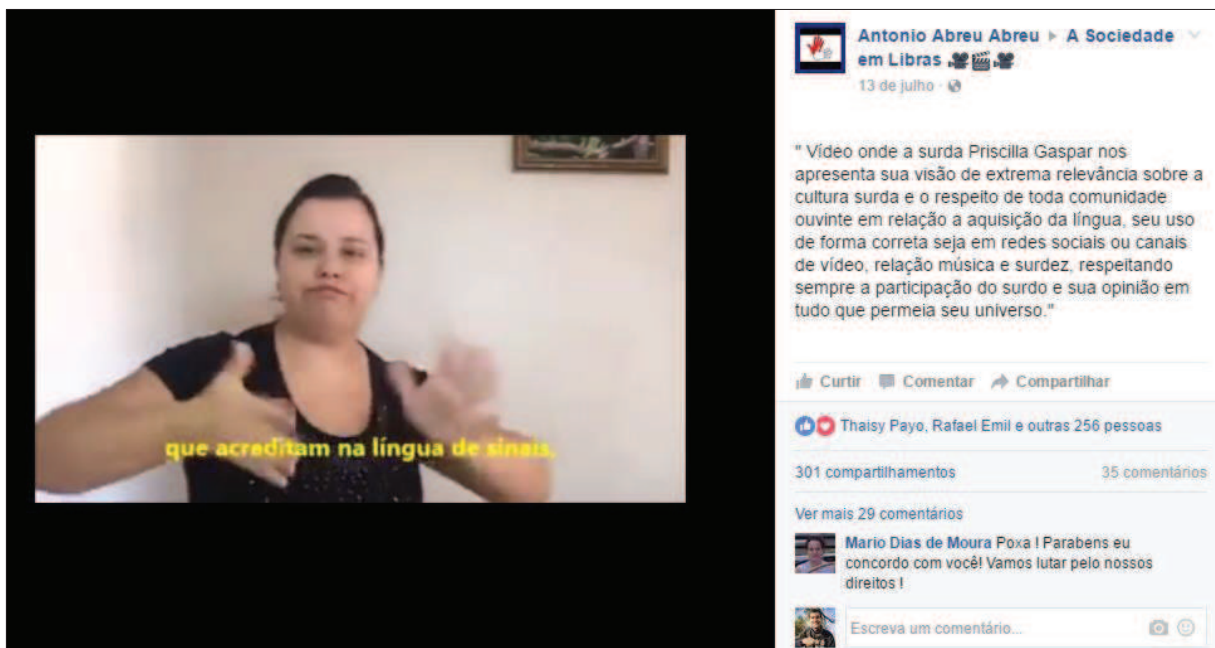 que acreditam na língua de sinais,
Antonio Abreu Abreu ▸ A Sociedade
em Libras 🎥🎬🎥
13 de julho ·
" Vídeo onde a surda Priscilla Gaspar nos
apresenta sua visão de extrema relevância sobre a
cultura surda e o respeito de toda comunidade
ouvinte em relação a aquisição da língua, seu uso
de forma correta seja em redes sociais ou canais
de vídeo, relação música e surdez, respeitando
sempre a participação do surdo e sua opinião em
tudo que permeia seu universo."
Curtir Comentar Compartilhar
Thaisy Payo, Rafael Emil e outras 256 pessoas
301 compartilhamentos 35 comentários
Ver mais 29 comentários
Mario Dias de Moura Poxa ! Parabens eu
concordo com você! Vamos lutar pelo nossos
direitos !
Escreva um comentário...